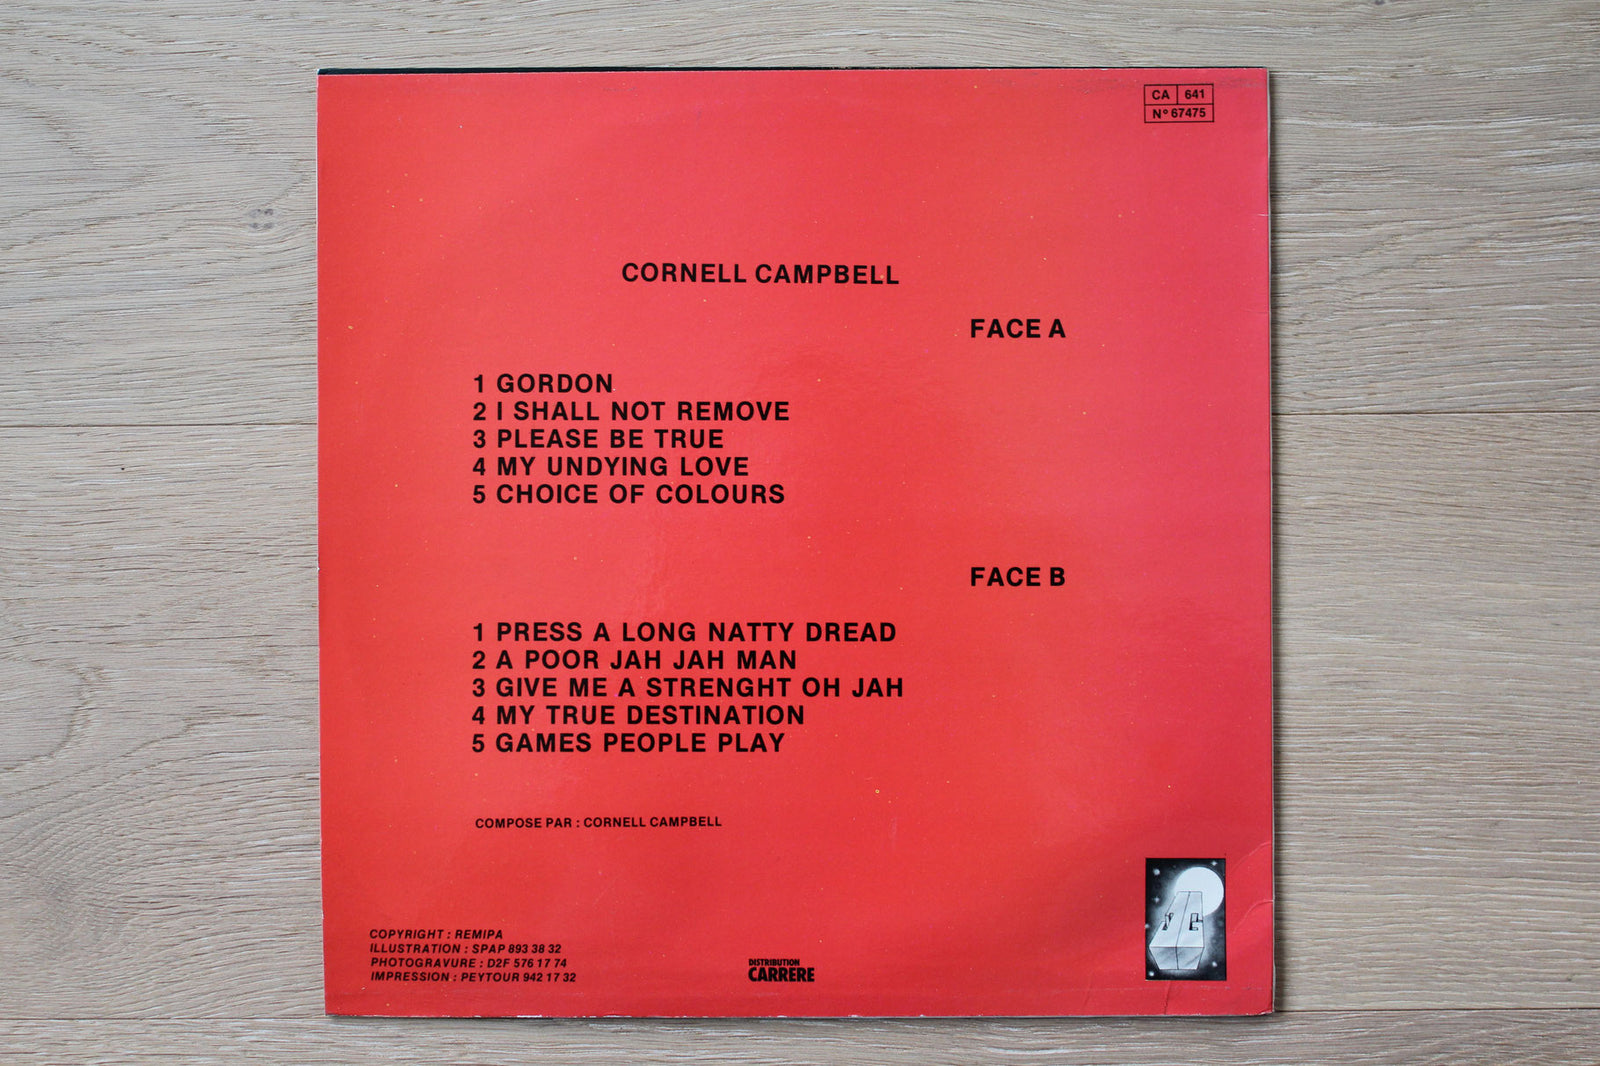 CA 641
N° 67475
CORNELL CAMPBELL
FACE A
1 GORDON
2 I SHALL NOT REMOVE
3 PLEASE BE TRUE
4 MY UNDYING LOVE
5 CHOICE OF COLOURS
FACE B
1 PRESS A LONG NATTY DREAD
2 A POOR JAH JAH MAN
3 GIVE ME A STRENGHT OH JAH
4 MY TRUE DESTINATION
5 GAMES PEOPLE PLAY
COMPOSE PAR : CORNELL CAMPBELL
COPYRIGHT : REMIPA
ILLUSTRATION : SPAP 893 38 32
PHOTOGRAVURE : D2F 576 17 74
IMPRESSION : PEYTOUR 942 17 32
DISTRIBUTION
CARRERE